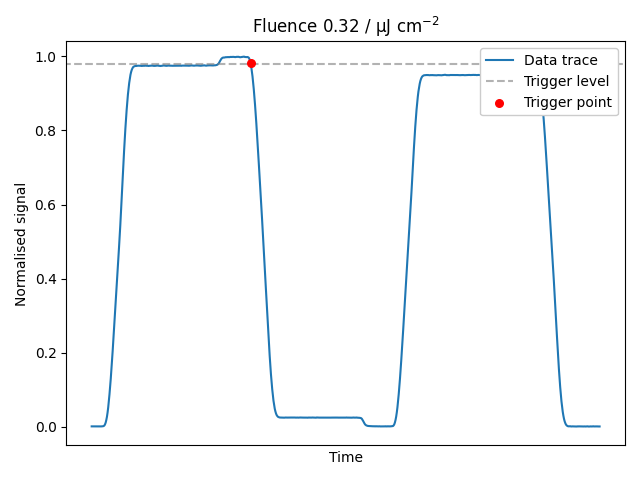 Fluence 0.32 / μJ cm⁻²
Data trace
Trigger level
Trigger point
1.0
0.8
0.6
0.4
0.2
0.0
Normalised signal
Time